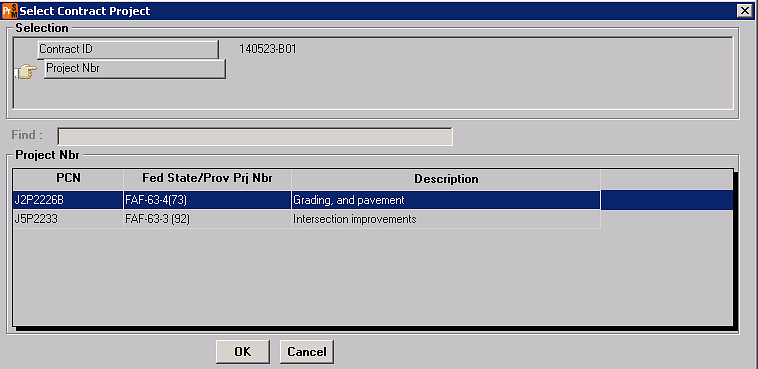 Select Contract Project
Selection
Contract ID 140523-B01
Project Nbr
Find :
Project Nbr
PCN Fed State/Prov Prj Nbr Description
J2P2226B FAF-63-4(73) Grading, and pavement
J5P2233 FAF-63-3 (92) Intersection improvements
OK Cancel